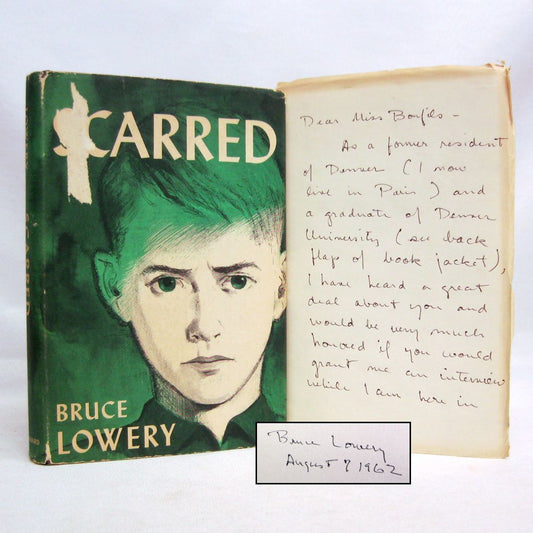 SCARRED
BRUCE
LOWERY
Dear Miss Bonfils -
As a former resident
of Denver (I now
live in Paris) and
a graduate of Denver
University (see back
flap of book jacket),
I have heard a great
deal about you and
would be very much
honored if you would
grant me an interview
while I am here in
Bruce Lowery
August 7 1962